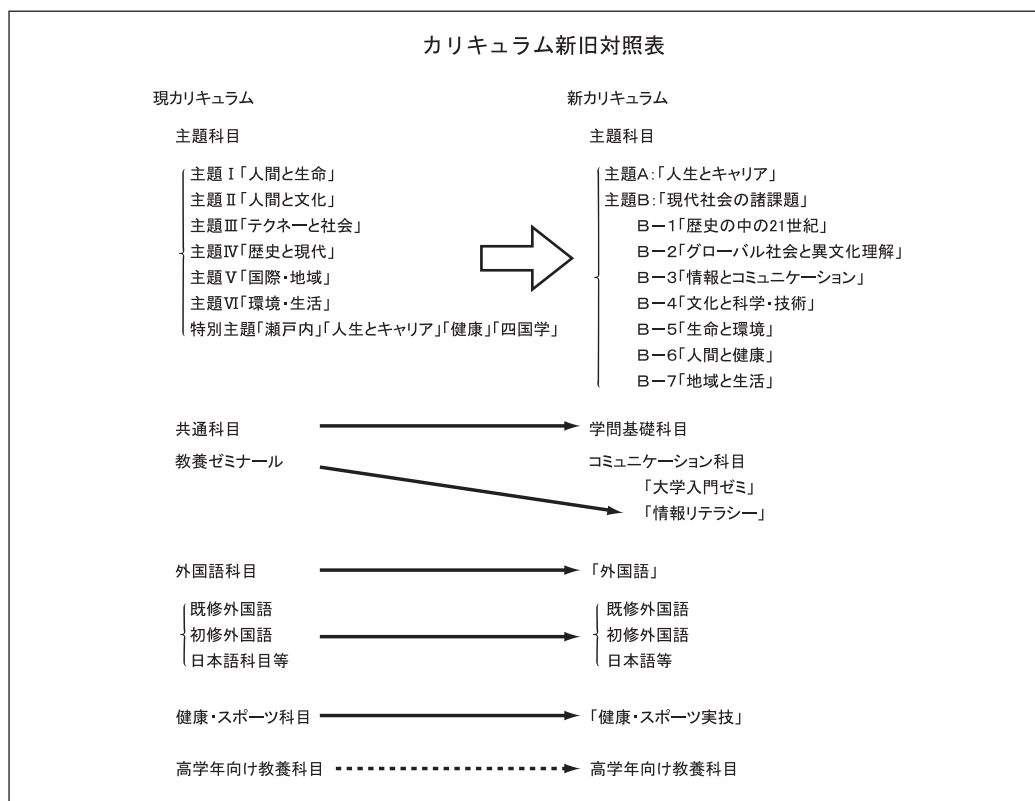 カリキュラム新旧対照表
現カリキュラム
主題科目
主題Ⅰ「人間と生命」
主題Ⅱ「人間と文化」
主題Ⅲ「テクネーと社会」
主題Ⅳ「歴史と現代」
主題Ⅴ「国際・地域」
主題Ⅵ「環境・生活」
特別主題「瀬戸内」「人生とキャリア」「健康」「四国学」
新カリキュラム
主題科目
主題A:「人生とキャリア」
主題B:「現代社会の諸課題」
B-1「歴史の中の21世紀」
B-2「グローバル社会と異文化理解」
B-3「情報とコミュニケーション」
B-4「文化と科学・技術」
B-5「生命と環境」
B-6「人間と健康」
B-7「地域と生活」
共通科目
学問基礎科目
教養ゼミナール
コミュニケーション科目
「大学入門ゼミ」
「情報リテラシー」
外国語科目
「外国語」
既修外国語
初修外国語
日本語科目等
既修外国語
初修外国語
日本語等
健康・スポーツ科目
「健康・スポーツ実技」
高学年向け教養科目
高学年向け教養科目